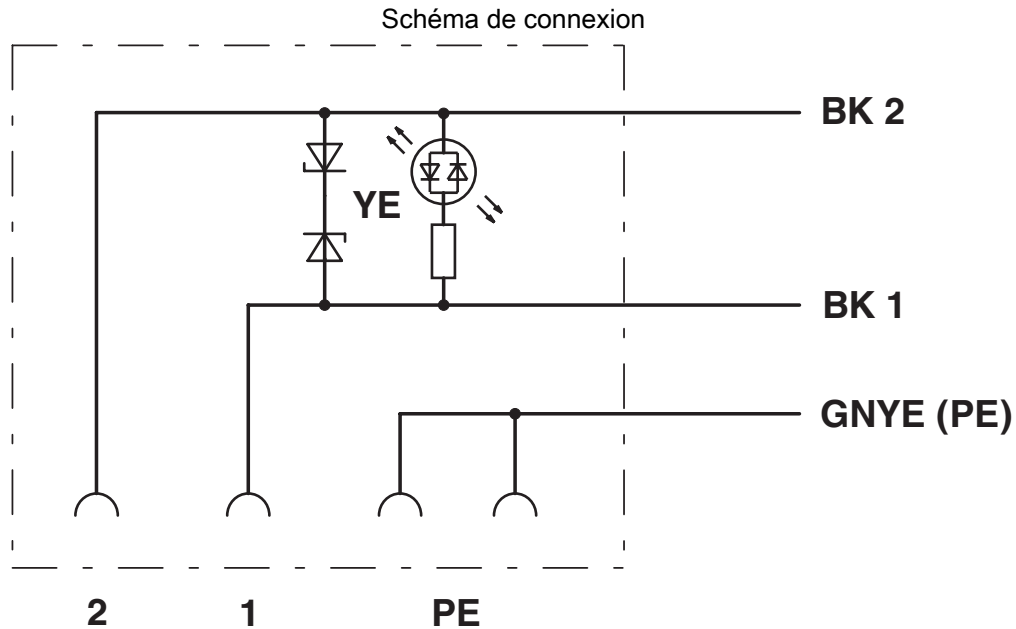 Schéma de connexion
BK 2
YE
BK 1
GNYE (PE)
2 1 PE